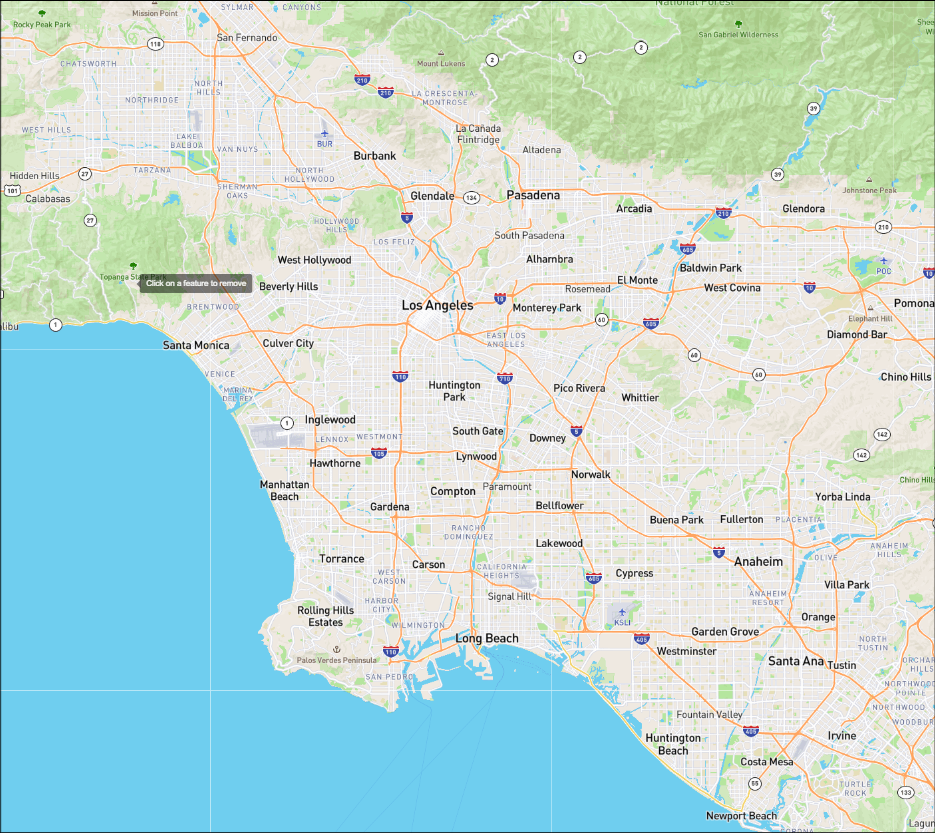 National Forest
Mission Point
SYLMAR
CANYONS
Rocky Peak Park
San Gabriel Wilderness
118
San Fernando
2
2
2
CHATSWORTH
Mount Lukens
210
210
NORTH
HILLS
NORTHRIDGE
LA CRESCENTA-
MONTROSE
39
WEST HILLS
LAKE
BALBOA
VAN NUYS
BUR
La Cañada
Flintridge
Altadena
Burbank
TARZANA
Hidden Hills
27
NORTH
HOLLYWOOD
39
101
Calabasas
SHERMAN
OAKS
Glendale
134
Pasadena
Johnstone Peak
Arcadia
210
Glendora
27
5
HOLLYWOOD
HILLS
210
LOS FELIZ
South Pasadena
605
West Hollywood
Alhambra
Baldwin Park
POC
Topanga State Park
Click on a feature to remove
El Monte
10
Beverly Hills
Rosemead
West Covina
10
BRENTWOOD
Los Angeles
10
Monterey Park
Pomona
Elephant Hill
alibu
1
60
605
Diamond Bar
EAST LOS
ANGELES
Santa Monica
Culver City
60
60
VENICE
110
710
Chino Hills
MARINA
DEL REY
Huntington
Park
Pico Rivera
Whittier
1
Inglewood
LENNOX
WESTMONT
South Gate
Downey
5
142
105
Lynwood
142
Hawthorne
Norwalk
Chino Hills
Manhattan
Beach
Compton
Paramount
Yorba Linda
Gardena
Bellflower
Buena Park
Fullerton
PLACENTIA
RANCHO
DOMINGUEZ
Lakewood
OLIVE
ANAHEIM
HILLS
Torrance
Carson
5
Anaheim
WEST
CARSON
CALIFORNIA
HEIGHTS
605
Cypress
Villa Park
HARBOR
CITY
Signal Hill
ANAHEIM
RESORT
Rolling Hills
Estates
WILMINGTON
KSLI
Orange
Long Beach
405
Garden Grove
NORTH
TUSTIN
110
Westminster
Palos Verdes Peninsula
Santa Ana
Tustin
ORCHAR
HILLS
SAN PEDRO
NORTHWOO
POINTE
NORTHWOOD
Fountain Valley
WOODBUR
405
Huntington
Beach
Irvine
Costa Mesa
55
TURTLE
ROCK
133
Newport Beach
CORONA
Lagun